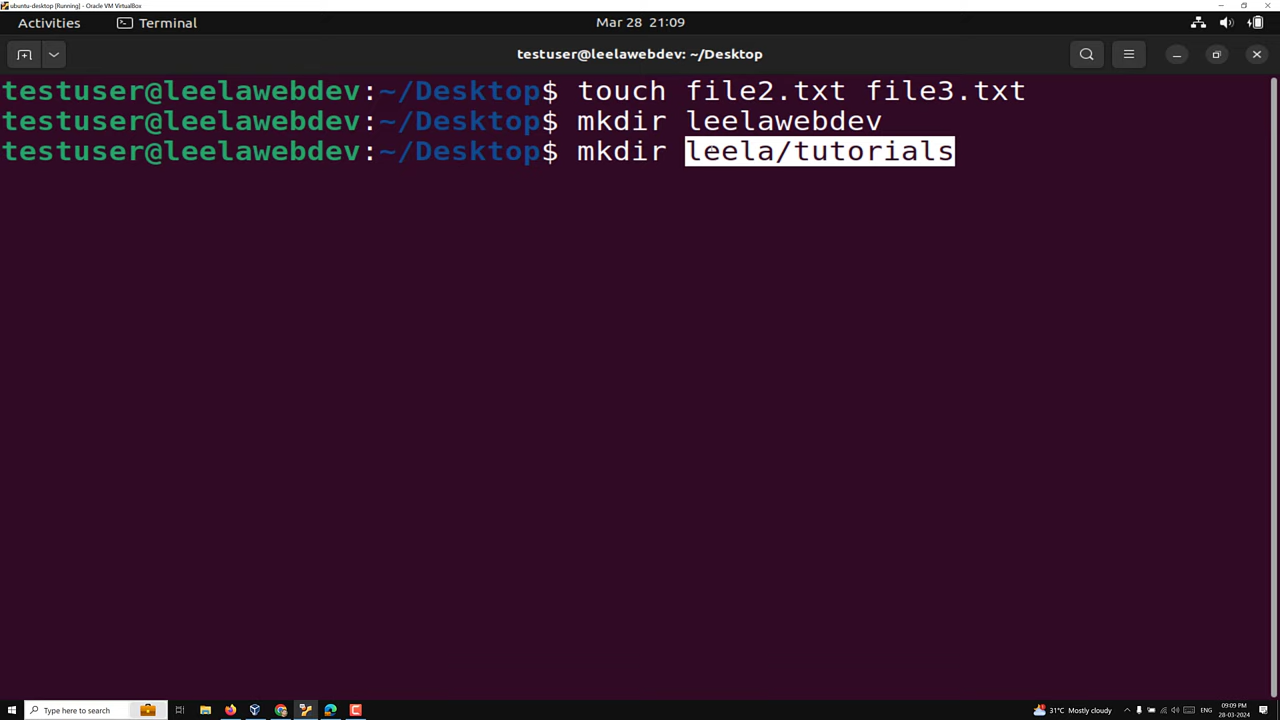 ubuntu-desktop [Running] - Oracle VM VirtualBox
Activities Terminal Mar 28 21:09
testuser@leelawebdev: ~/Desktop
testuser@leelawebdev:~/Desktop$ touch file2.txt file3.txt
testuser@leelawebdev:~/Desktop$ mkdir leelawebdev
testuser@leelawebdev:~/Desktop$ mkdir leela/tutorials
Type here to search 31°C Mostly cloudy ENG 09:09 PM
28-03-2024